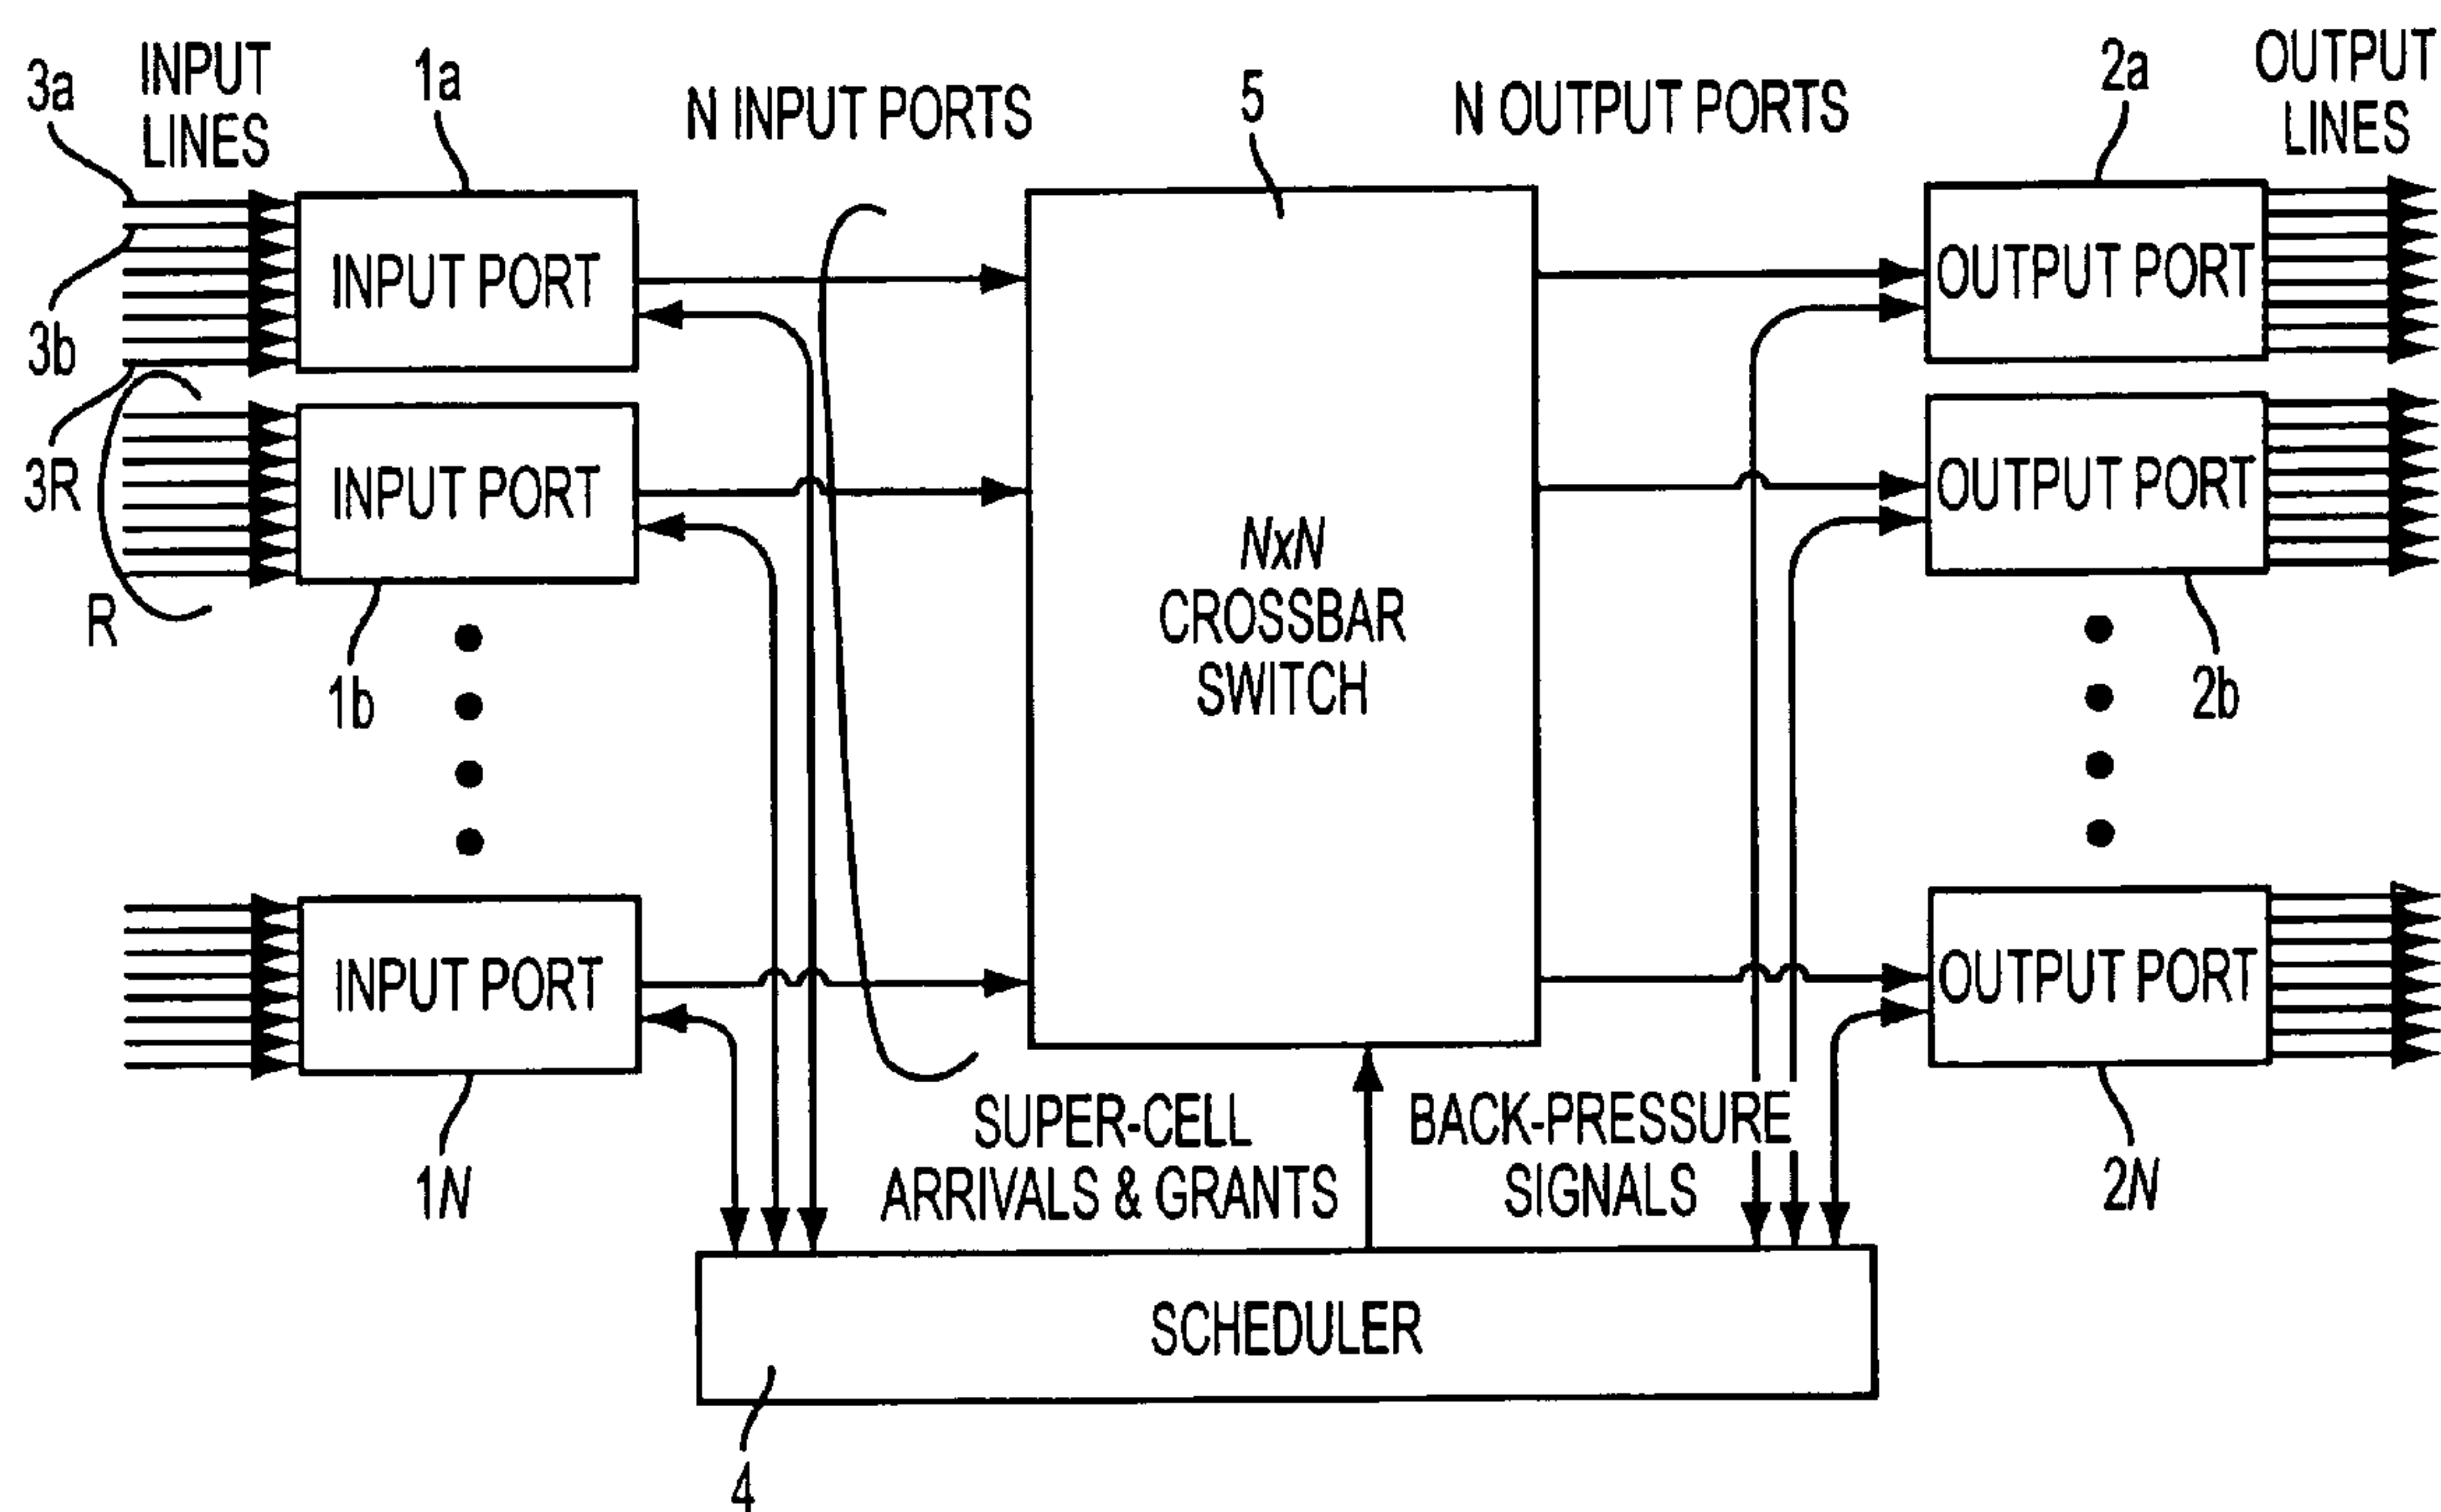 INPUT
LINES
3a
1a
N INPUT PORTS
5
N OUTPUT PORTS
2a
OUTPUT
LINES
INPUT PORT
OUTPUT PORT
3b
INPUT PORT
OUTPUT PORT
3R
R
NxN
CROSSBAR
SWITCH
1b
2b
INPUT PORT
OUTPUT PORT
1N
SUPER-CELL
ARRIVALS & GRANTS
BACK-PRESSURE
SIGNALS
2N
SCHEDULER
4